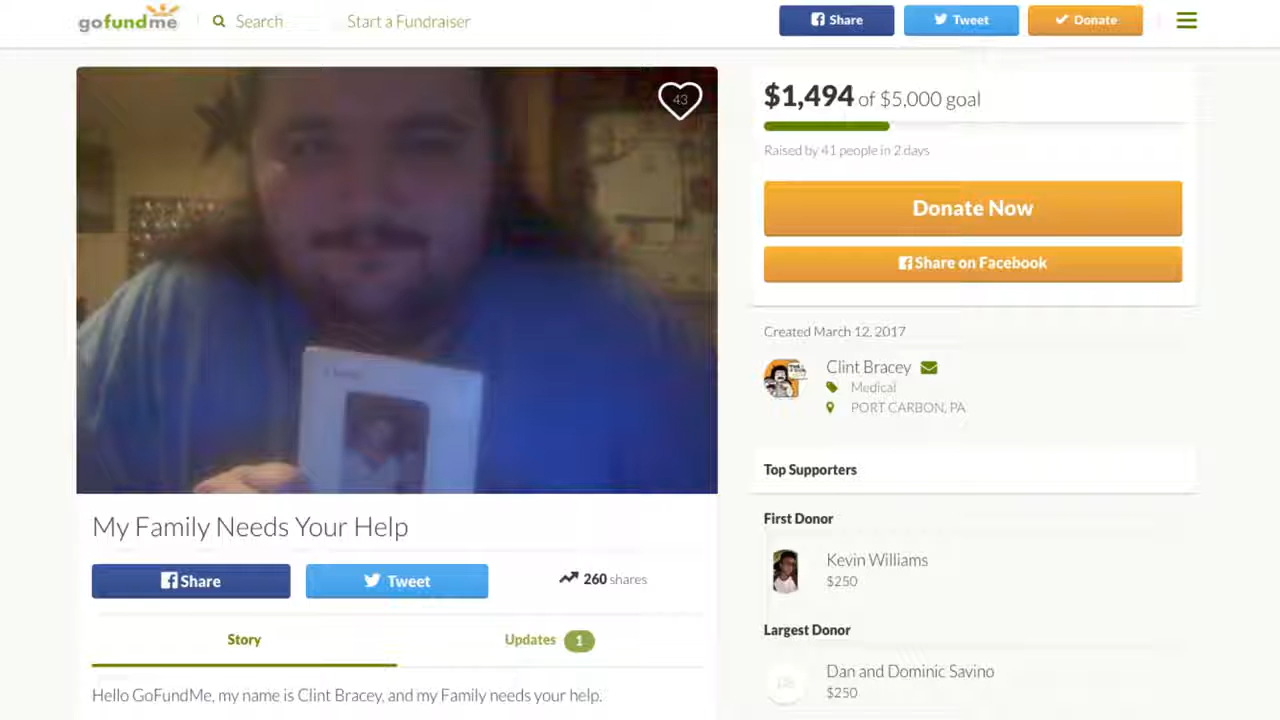 gofundme
Search
Start a Fundraiser
Share
Tweet
Donate
43
$1,494 of $5,000 goal
Raised by 41 people in 2 days
Donate Now
Share on Facebook
Created March 12, 2017
Clint Bracey
Medical
PORT CARBON, PA
Top Supporters
First Donor
Kevin Williams
$250
Largest Donor
Dan and Dominic Savino
$250
My Family Needs Your Help
Share
Tweet
260 shares
Story
Updates 1
Hello GoFundMe, my name is Clint Bracey, and my Family needs your help.